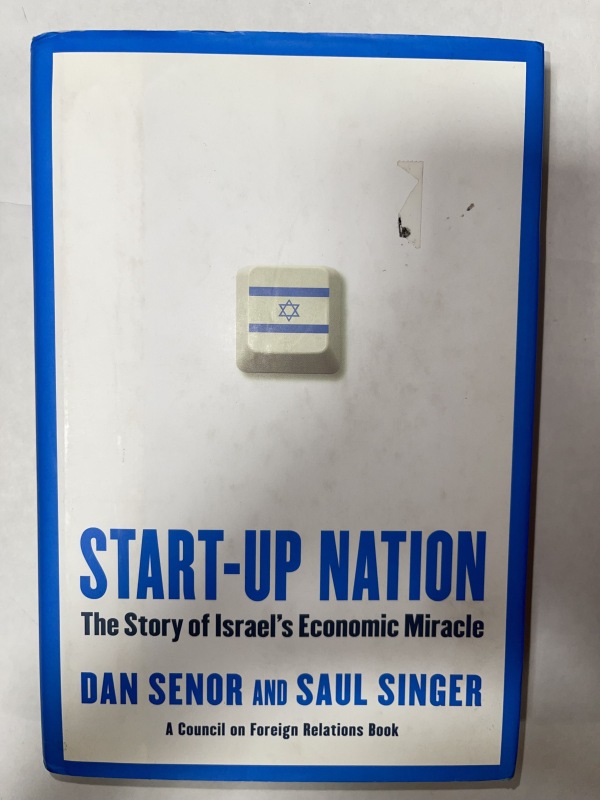 START-UP NATION
The Story of Israel's Economic Miracle
DAN SENOR AND SAUL SINGER
A Council on Foreign Relations Book